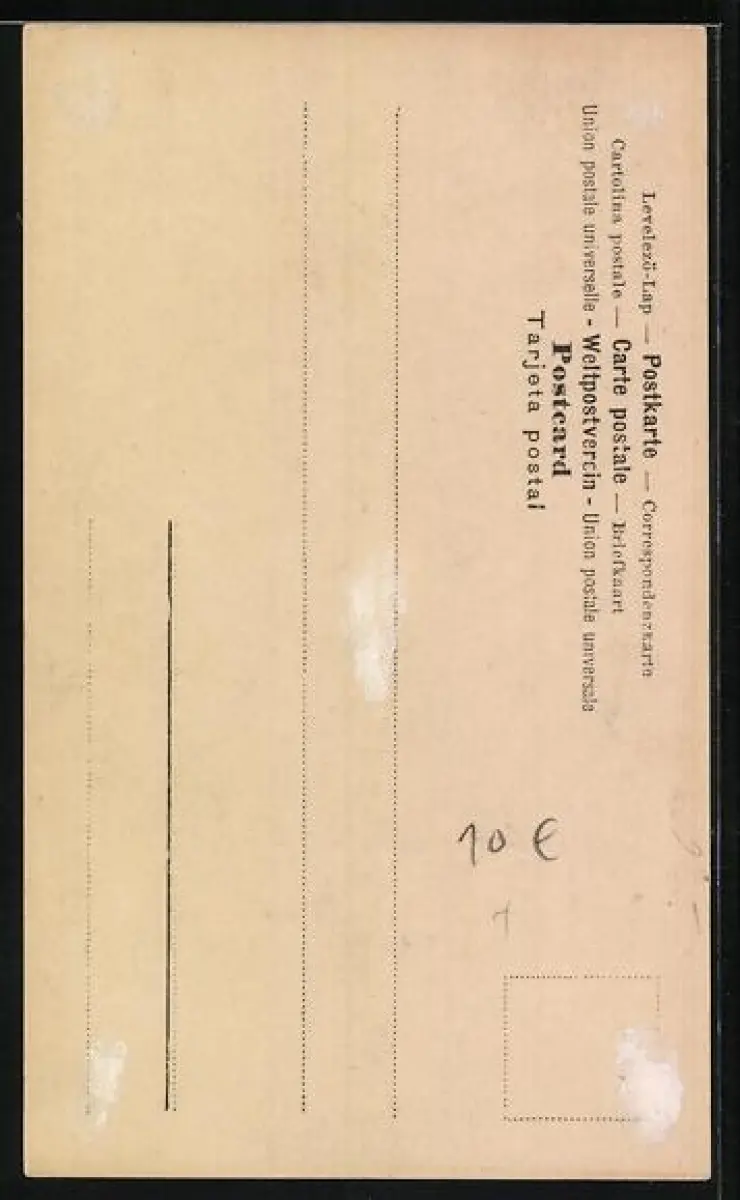 Levelezö-Lap — Postkarte — Correspondenzkarte
Cartolina postale — Carte postale — Briefkaart
Union postale universelle - Weltpostverein - Union postale universale
Postcard
Tarjeta postal
10 €